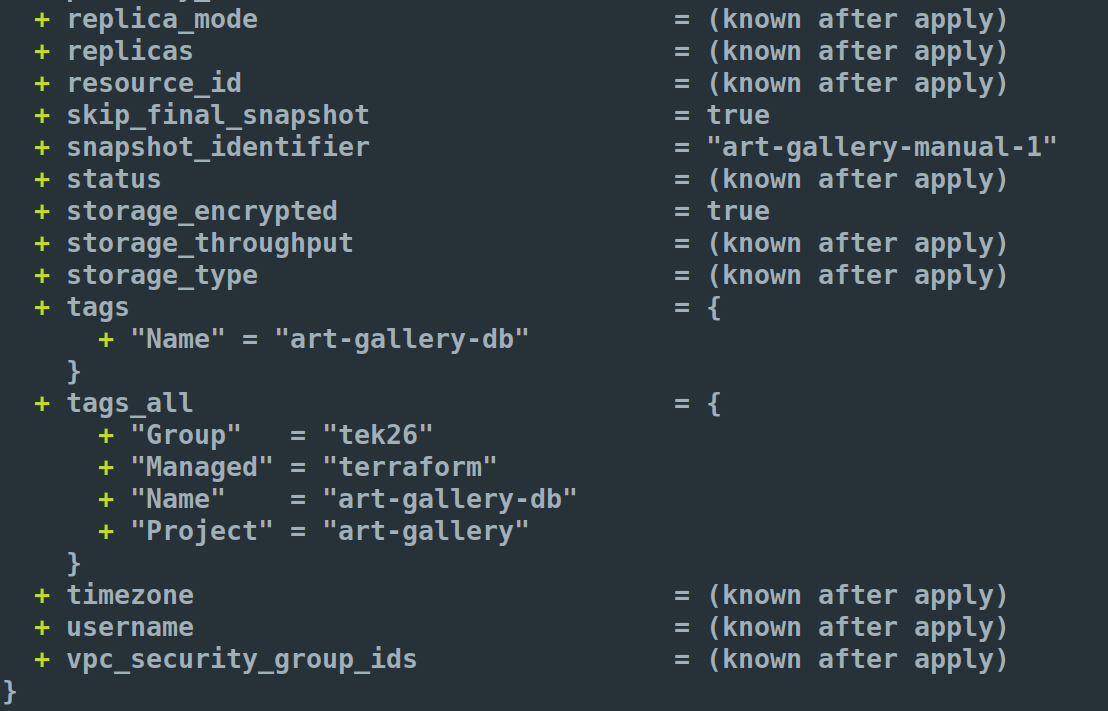 + replica_mode = (known after apply)
+ replicas = (known after apply)
+ resource_id = (known after apply)
+ skip_final_snapshot = true
+ snapshot_identifier = "art-gallery-manual-1"
+ status = (known after apply)
+ storage_encrypted = true
+ storage_throughput = (known after apply)
+ storage_type = (known after apply)
+ tags = {
+ "Name" = "art-gallery-db"
}
+ tags_all = {
+ "Group" = "tek26"
+ "Managed" = "terraform"
+ "Name" = "art-gallery-db"
+ "Project" = "art-gallery"
}
+ timezone = (known after apply)
+ username = (known after apply)
+ vpc_security_group_ids = (known after apply)
}